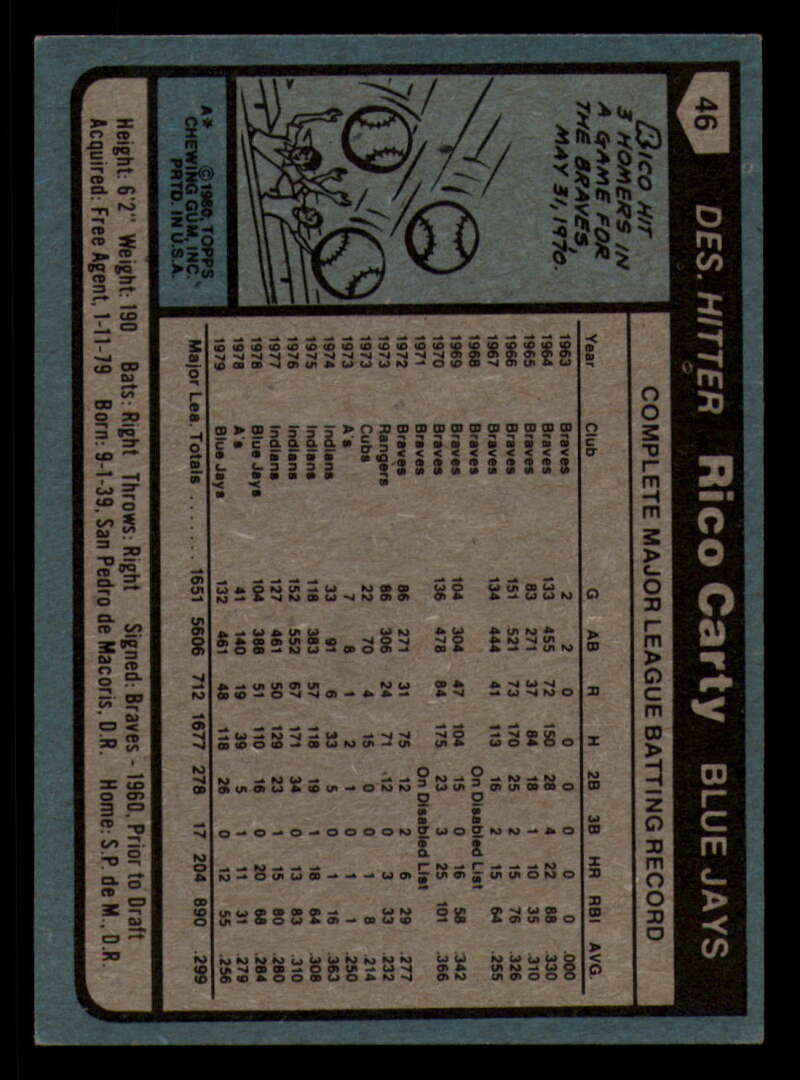 46 DES. HITTER Rico Carty BLUE JAYS
RICO HIT
3 HOMERS IN
A GAME FOR
THE BRAVES,
MAY 31, 1970.
A* ©1980, TOPPS
CHEWING GUM, INC.
PRTD. IN U.S.A.
COMPLETE MAJOR LEAGUE BATTING RECORD
Year Club G AB R H 2B 3B HR RBI AVG.
1963 Braves 2 2 0 0 0 0 0 0 .000
1964 Braves 133 455 72 150 28 4 22 88 .330
1965 Braves 83 271 37 84 18 1 10 35 .310
1966 Braves 151 521 73 170 25 2 15 76 .326
1967 Braves 134 444 41 113 16 2 15 64 .255
1968 Braves On Disabled List
1969 Braves 104 304 47 104 15 0 16 58 .342
1970 Braves 136 478 84 175 23 3 25 101 .366
1971 Braves On Disabled List
1972 Braves 86 271 31 75 12 2 6 29 .277
1973 Rangers 86 306 24 71 12 0 3 33 .232
1973 Cubs 22 70 4 15 0 0 1 8 .214
1973 A's 7 8 1 2 1 0 1 1 .250
1974 Indians 33 91 6 33 5 0 1 16 .363
1975 Indians 118 383 57 118 19 1 18 64 .308
1976 Indians 152 552 67 171 34 0 13 83 .310
1977 Indians 127 461 50 129 23 1 15 80 .280
1978 Blue Jays 104 388 51 110 16 0 20 68 .284
1978 A's 41 140 19 39 5 1 11 31 .279
1979 Blue Jays 132 461 48 118 26 0 12 55 .256
Major Lea. Totals ....... 1651 5606 712 1677 278 17 204 890 .299
Height: 6'2" Weight: 190 Bats: Right Throws: Right Signed: Braves - 1960, Prior to Draft
Acquired: Free Agent, 1-11-79 Born: 9-1-39, San Pedro de Macoris, D.R. Home: S.P. de M., D.R.